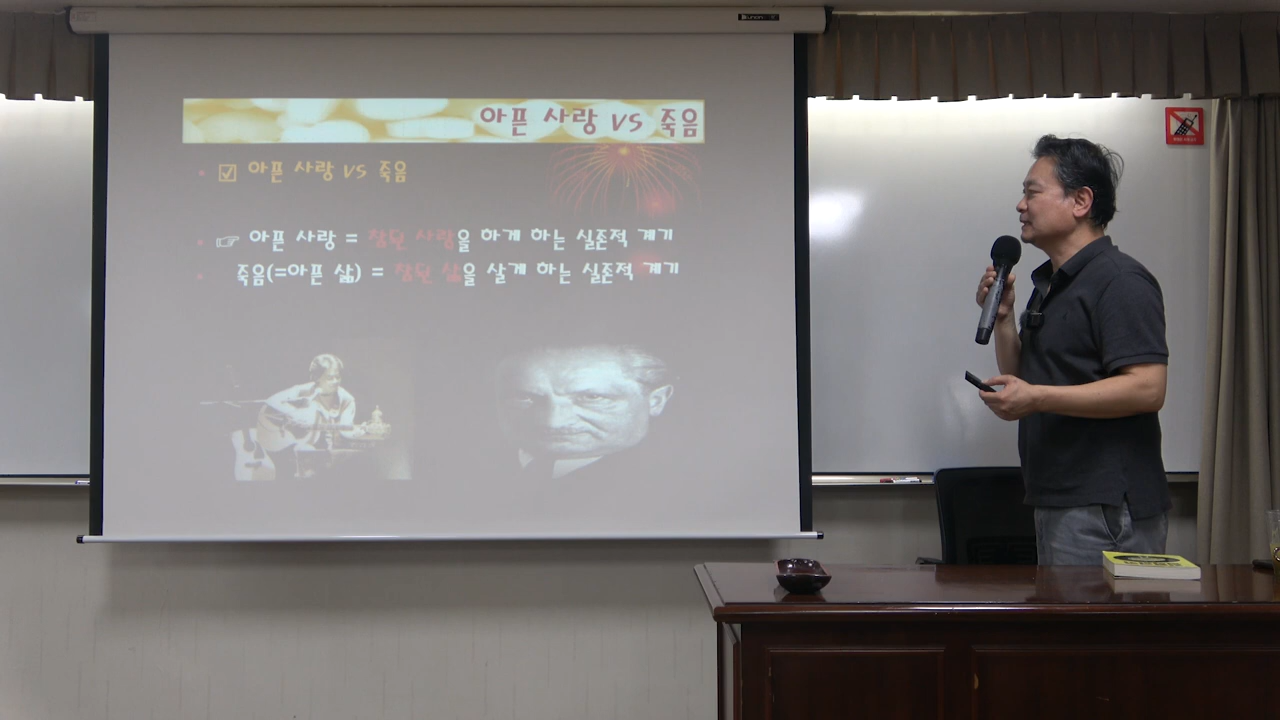 아픈 사랑 vs 죽음
☑ 아픈 사랑 vs 죽음
☞ 아픈 사랑 = 참된 사랑을 하게 하는 실존적 계기
죽음(=아픈 삶) = 참된 삶을 살게 하는 실존적 계기